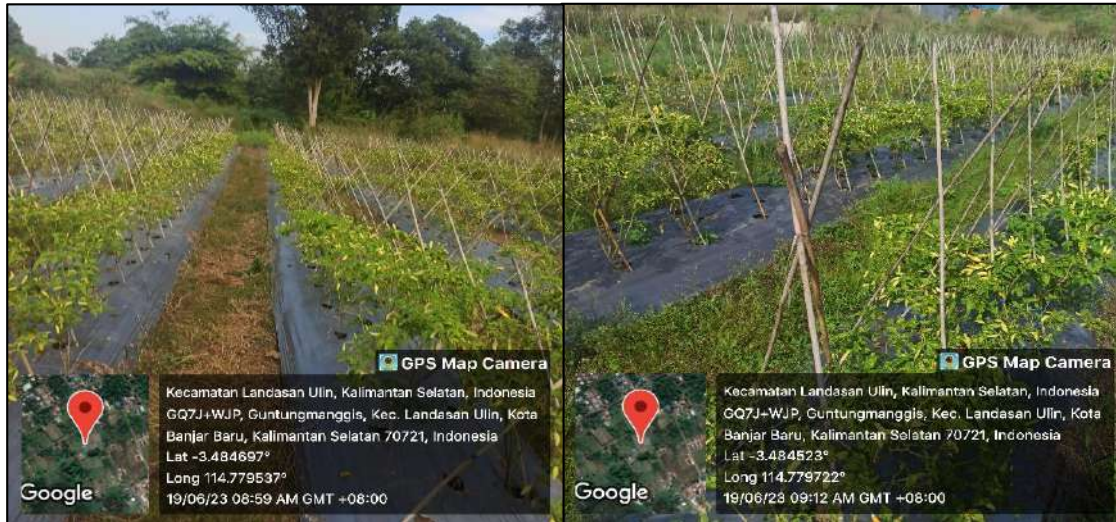 GPS Map Camera
Kecamatan Landasan Ulin, Kalimantan Selatan, Indonesia
GQ7J+WJP, Guntungmanggis, Kec. Landasan Ulin, Kota
Banjar Baru, Kalimantan Selatan 70721, Indonesia
Lat -3.484697°
Long 114.779537°
19/06/23 08:59 AM GMT +08:00
Google
GPS Map Camera
Kecamatan Landasan Ulin, Kalimantan Selatan, Indonesia
GQ7J+WJP, Guntungmanggis, Kec. Landasan Ulin, Kota
Banjar Baru, Kalimantan Selatan 70721, Indonesia
Lat -3.484523°
Long 114.779722°
19/06/23 09:12 AM GMT +08:00
Google